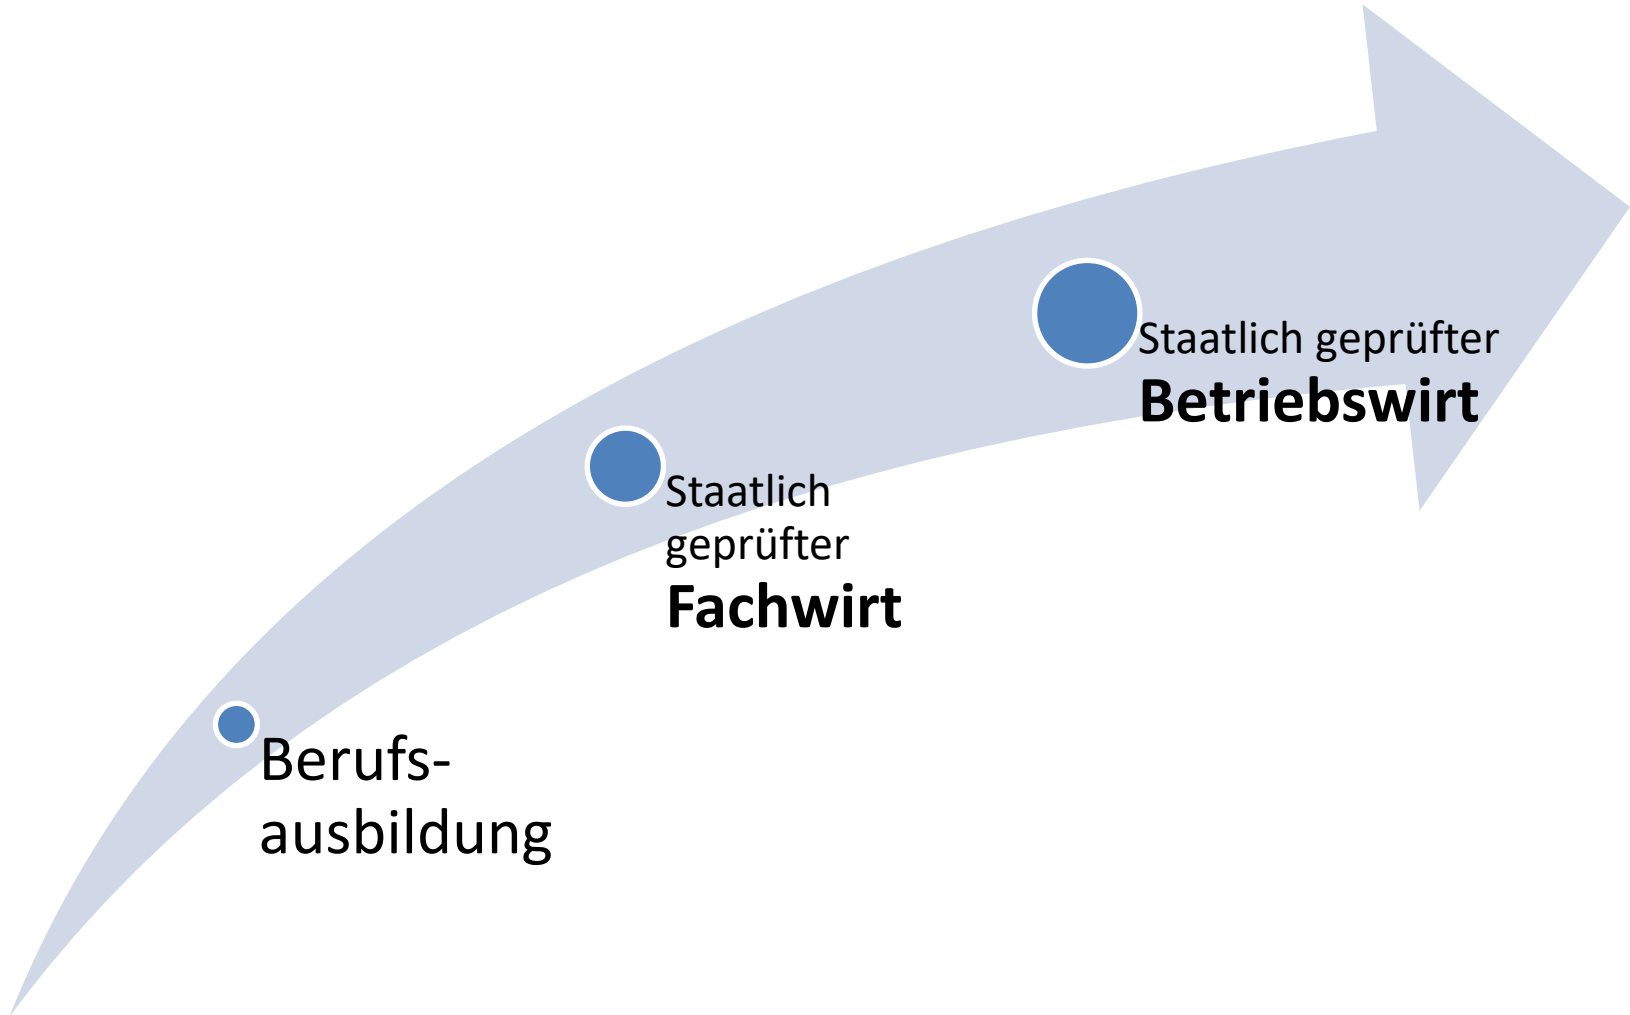 Staatlich geprüfter
Betriebswirt
Staatlich
geprüfter
Fachwirt
Berufs-
ausbildung